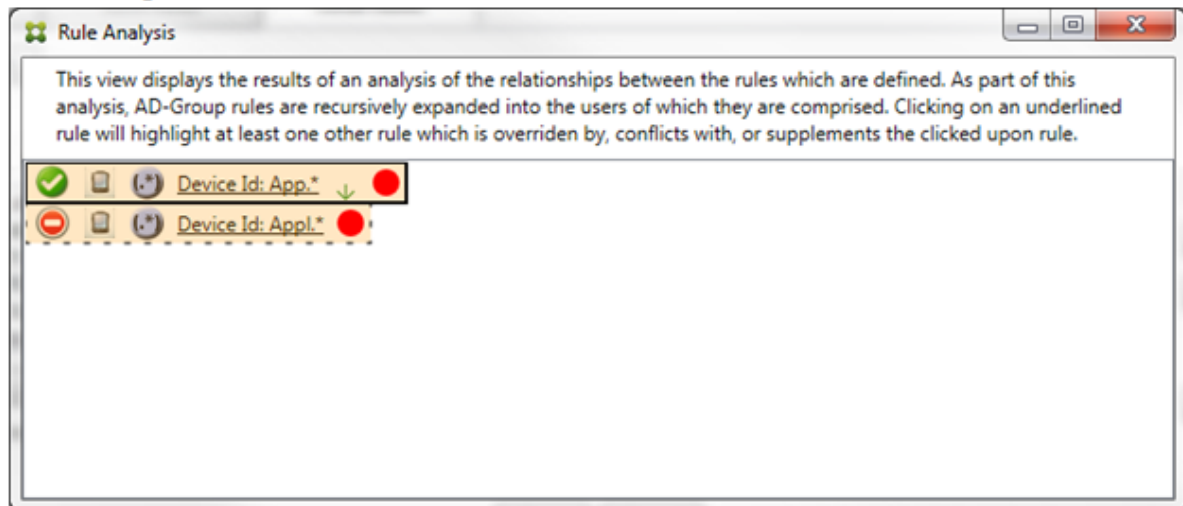 Rule Analysis
This view displays the results of an analysis of the relationships between the rules which are defined. As part of this
analysis, AD-Group rules are recursively expanded into the users of which they are comprised. Clicking on an underlined
rule will highlight at least one other rule which is overriden by, conflicts with, or supplements the clicked upon rule.
(.*) Device Id: App.*
(.*) Device Id: Appl.*